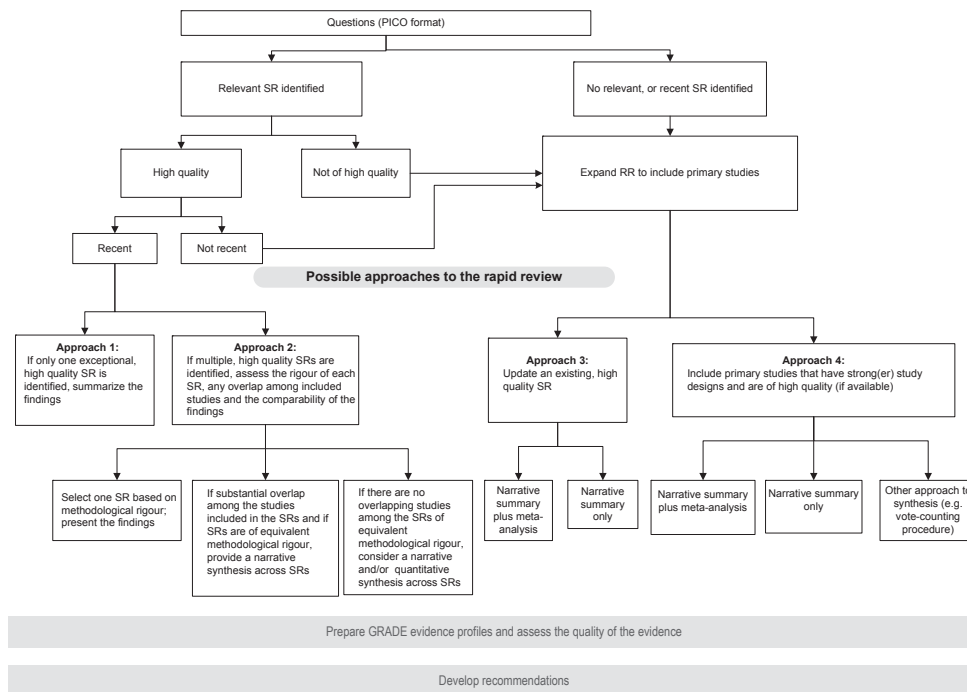 Questions (PICO format)
Relevant SR identified
No relevant, or recent SR identified
High quality
Not of high quality
Expand RR to include primary studies
Recent
Not recent
Possible approaches to the rapid review
Approach 1:
If only one exceptional,
high quality SR is
identified, summarize the
findings
Approach 2:
If multiple, high quality SRs are
identified, assess the rigour of each
SR, any overlap among included
studies and the comparability of the
findings
Approach 3:
Update an existing, high
quality SR
Approach 4:
Include primary studies that have strong(er) study
designs and are of high quality (if available)
Select one SR based on
methodological rigour;
present the findings
If substantial overlap
among the studies
included in the SRs and if
SRs are of equivalent
methodological rigour,
provide a narrative
synthesis across SRs
If there are no
overlapping studies
among the SRs of
equivalent
methodological rigour,
consider a narrative
and/or quantitative
synthesis across SRs
Narrative
summary
plus meta-
analysis
Narrative
summary
only
Narrative summary
plus meta-analysis
Narrative summary
only
Other approach to
synthesis (e.g.
vote-counting
procedure)
Prepare GRADE evidence profiles and assess the quality of the evidence
Develop recommendations